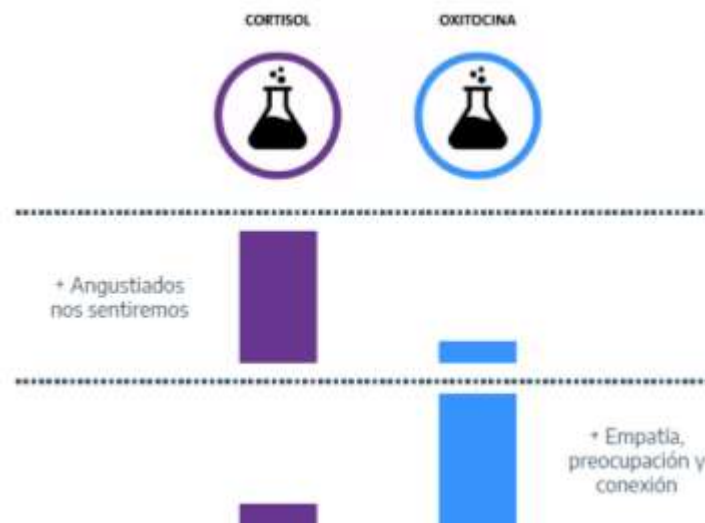 CORTISOL
OXITOCINA
+ Angustiados
nos sentiremos
+ Empatía,
preocupación y
conexión